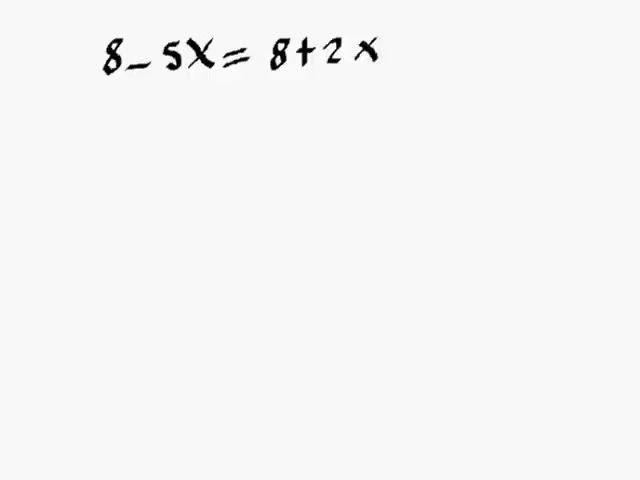 8 - 5X = 8 + 2x